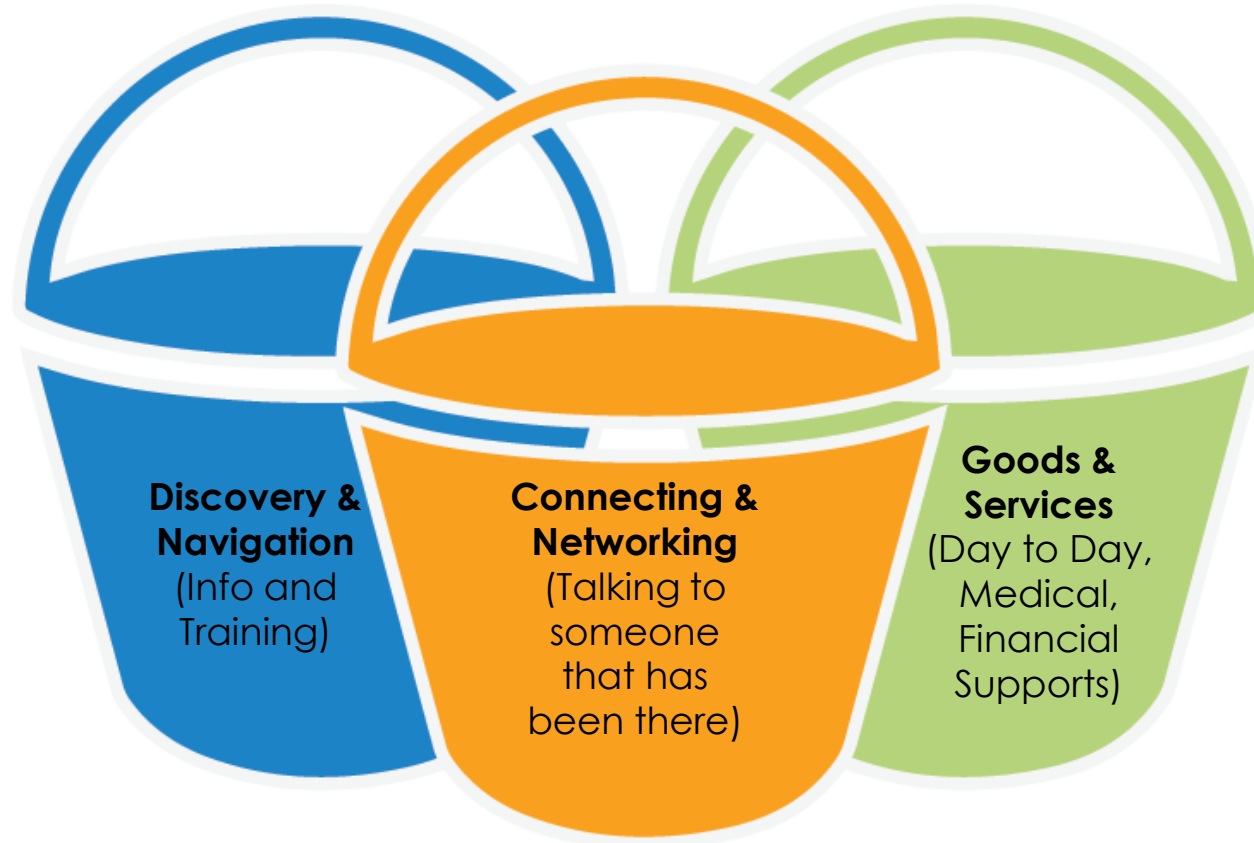 Discovery &
Navigation
(Info and
Training)
Connecting &
Networking
(Talking to
someone
that has
been there)
Goods &
Services
(Day to Day,
Medical,
Financial
Supports)